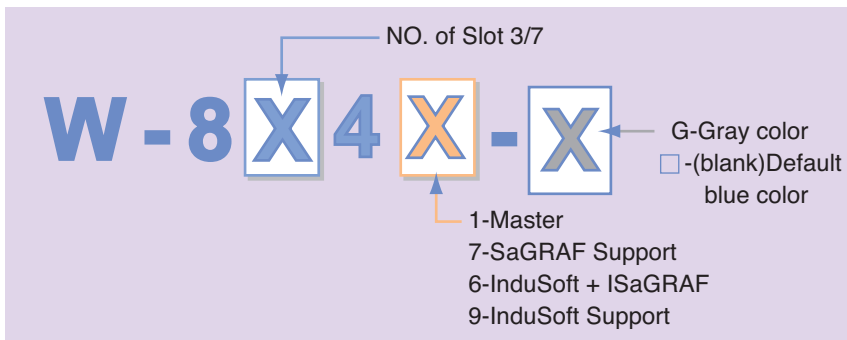 NO. of Slot 3/7
W-8X4X-X
G-Gray color
□-(blank)Default
blue color
1-Master
7-SaGRAF Support
6-InduSoft + ISaGRAF
9-InduSoft Support